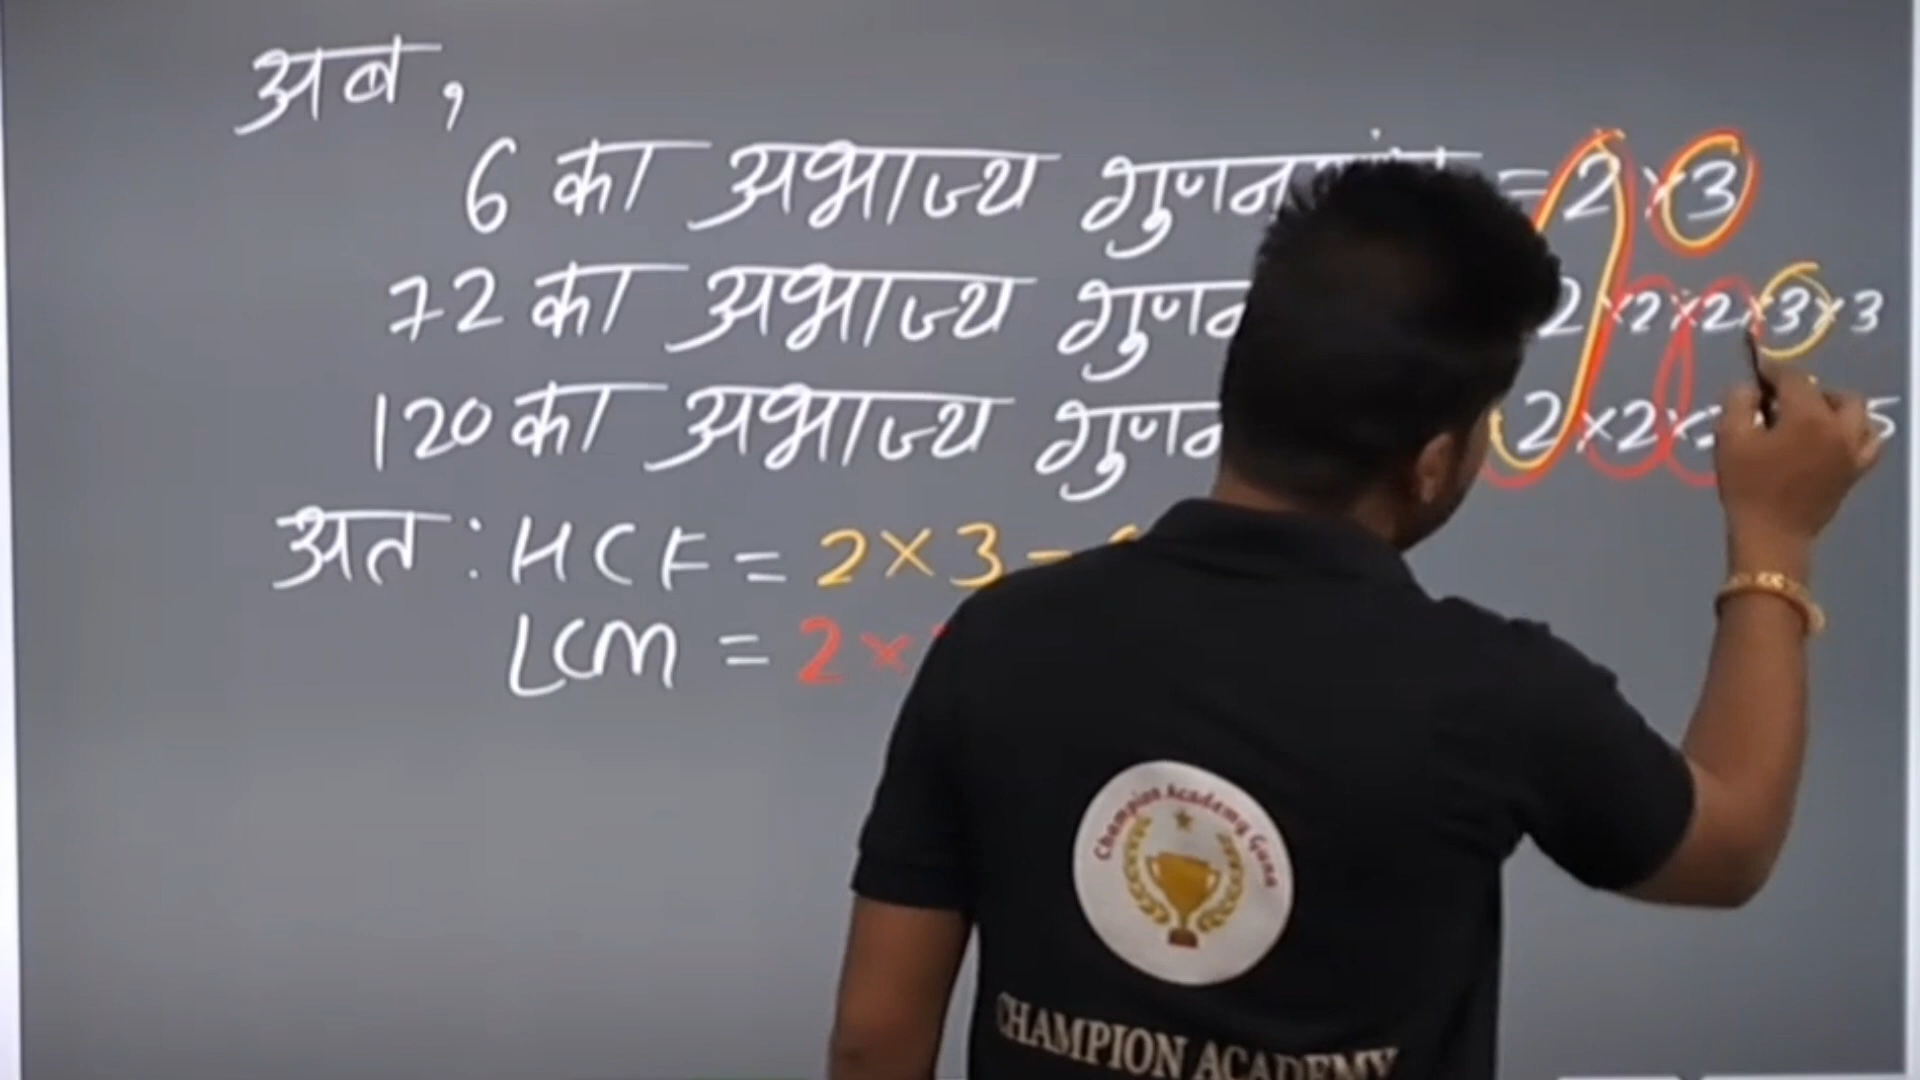 अब,
6 का अभाज्य = 2 × 3
72 का अभाज्य 2 × 2 × 2 × 3 × 3
120 का अभाज्य 2 × 2 × 5
अत: HCF = 2 × 3 =
LCM = 2 ×
Champion Academy Guna
CHAMPION ACADEMY